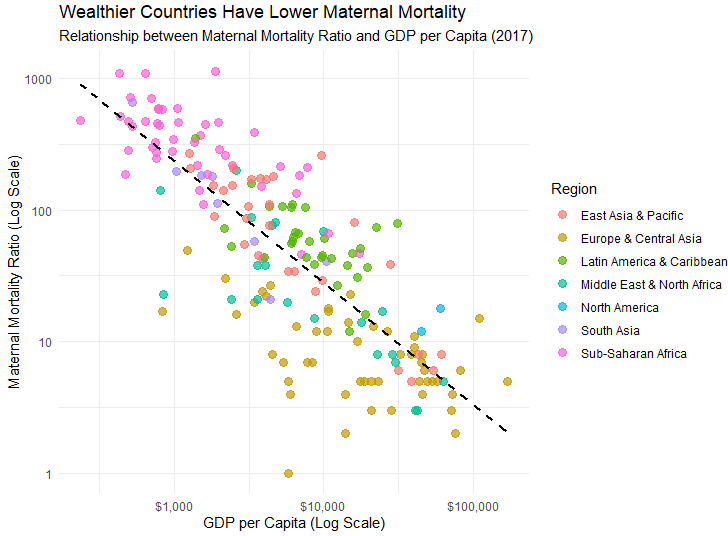 Wealthier Countries Have Lower Maternal Mortality
Relationship between Maternal Mortality Ratio and GDP per Capita (2017)
Maternal Mortality Ratio (Log Scale)
1000
100
10
1
$1,000 $10,000 $100,000
GDP per Capita (Log Scale)
Region
East Asia & Pacific
Europe & Central Asia
Latin America & Caribbean
Middle East & North Africa
North America
South Asia
Sub-Saharan Africa